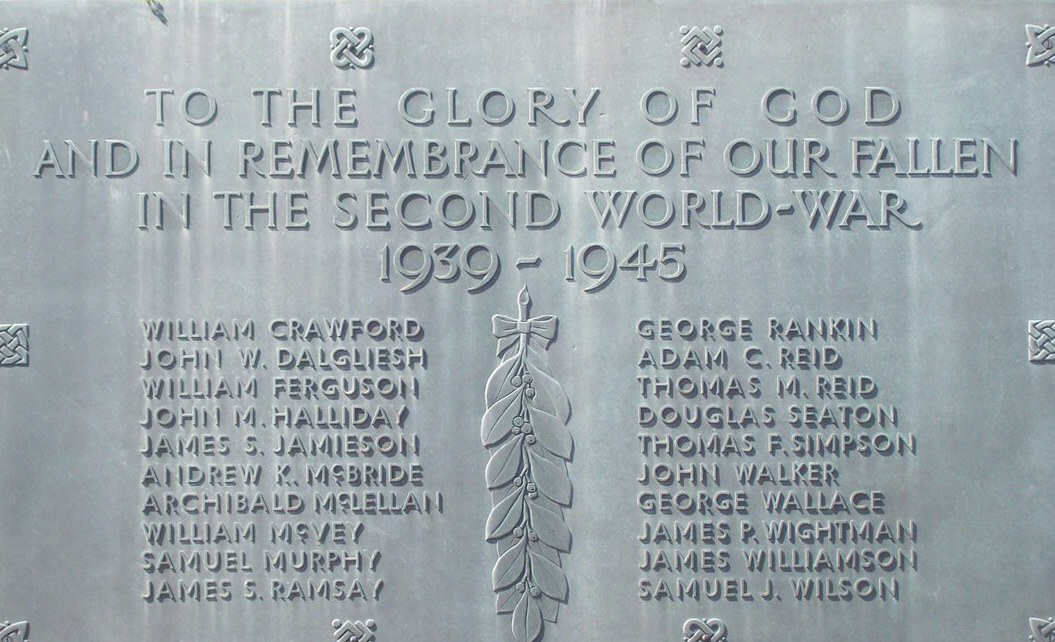 TO THE GLORY OF GOD
AND IN REMEMBRANCE OF OUR FALLEN
IN THE SECOND WORLD-WAR
1939 - 1945
WILLIAM CRAWFORD
JOHN W. DALGLIESH
WILLIAM FERGUSON
JOHN M. HALLIDAY
JAMES S. JAMIESON
ANDREW K. McBRIDE
ARCHIBALD McLELLAN
WILLIAM McVEY
SAMUEL MURPHY
JAMES S. RAMSAY
GEORGE RANKIN
ADAM C. REID
THOMAS M. REID
DOUGLAS SEATON
THOMAS F. SIMPSON
JOHN WALKER
GEORGE WALLACE
JAMES P. WIGHTMAN
JAMES WILLIAMSON
SAMUEL J. WILSON